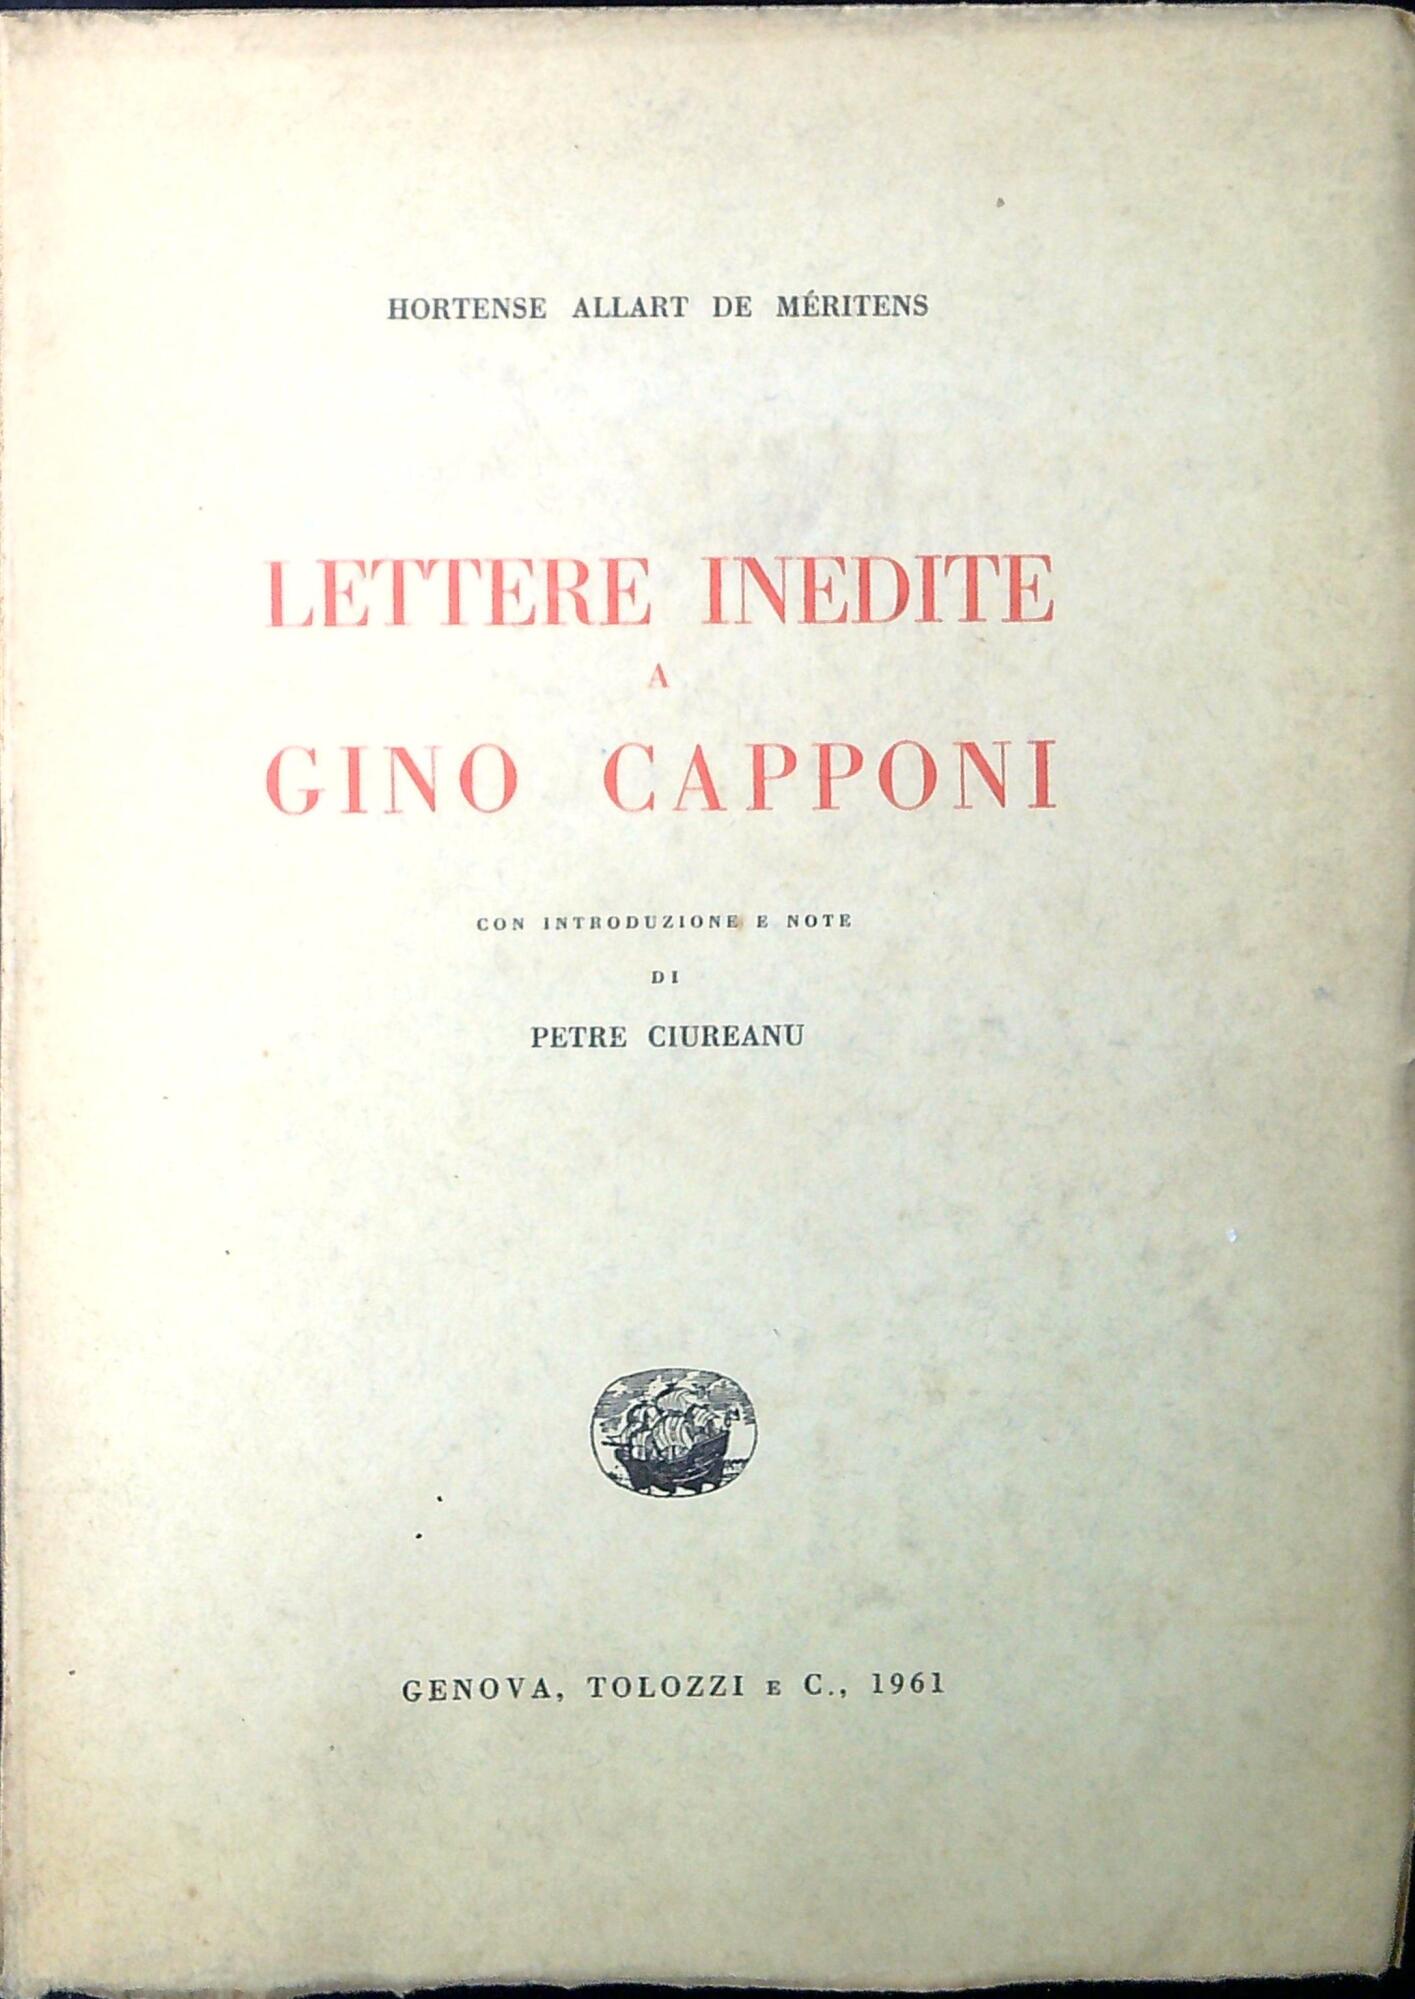 HORTENSE ALLART DE MÉRITENS
LETTERE INEDITE
A
GINO CAPPONI
CON INTRODUZIONE E NOTE
DI
PETRE CIUREANU
GENOVA, TOLOZZI E C., 1961